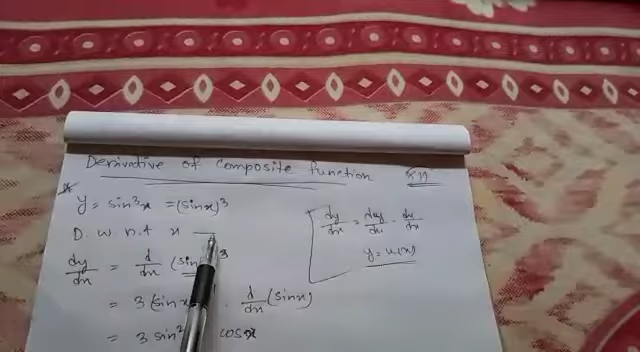 Derivative of composite function
y = sin³x = (sinx)³
D. w. r. t x
dy/dx = d/dx (sin )³
= 3 (sin x . d/dx (sinx)
= 3 sin² cosx
dy/dx = dy/du . du/dx
y = u(x)